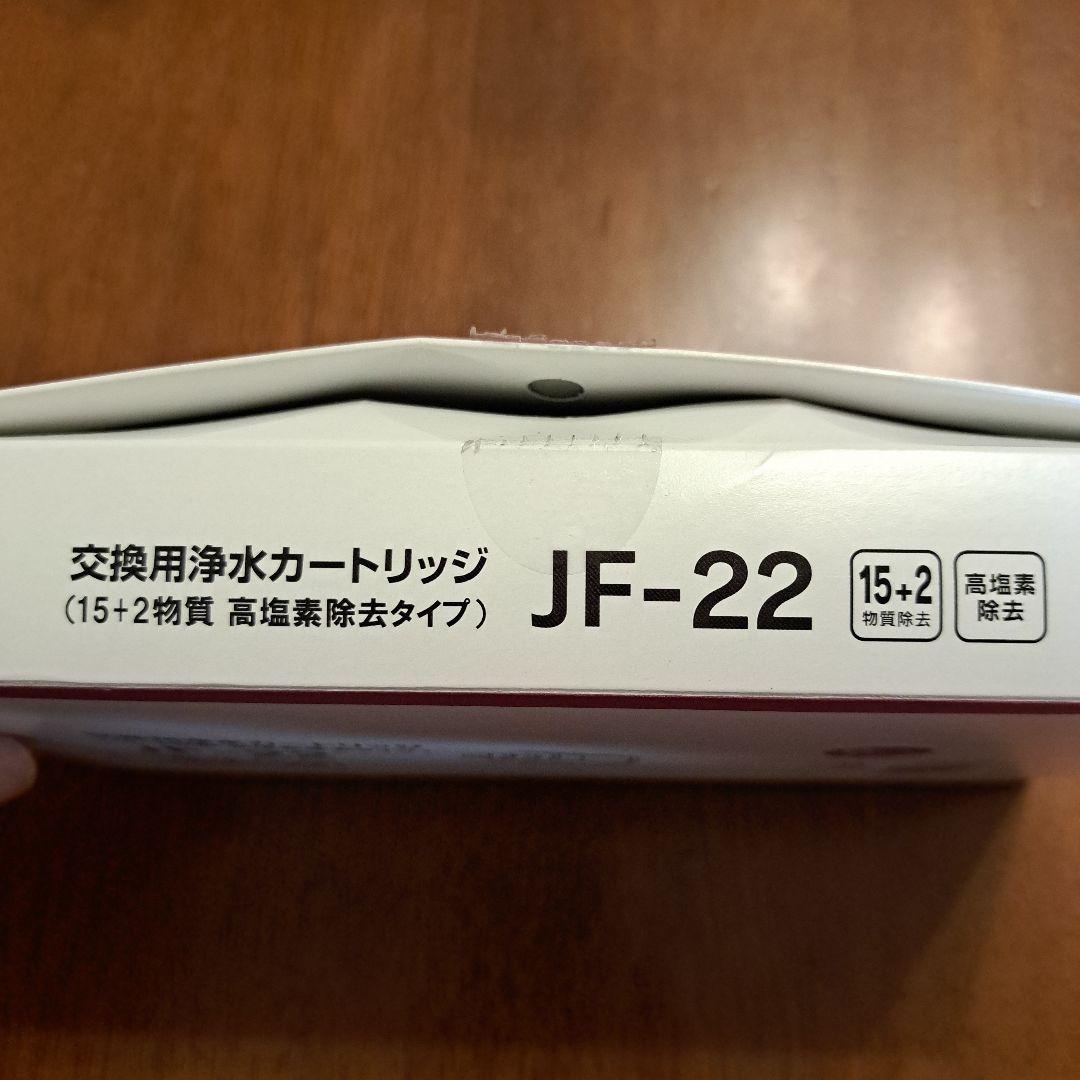 交換用浄水カートリッジ
(15+2物質 高塩素除去タイプ)
JF-22
15+2
物質除去
高塩素
除去